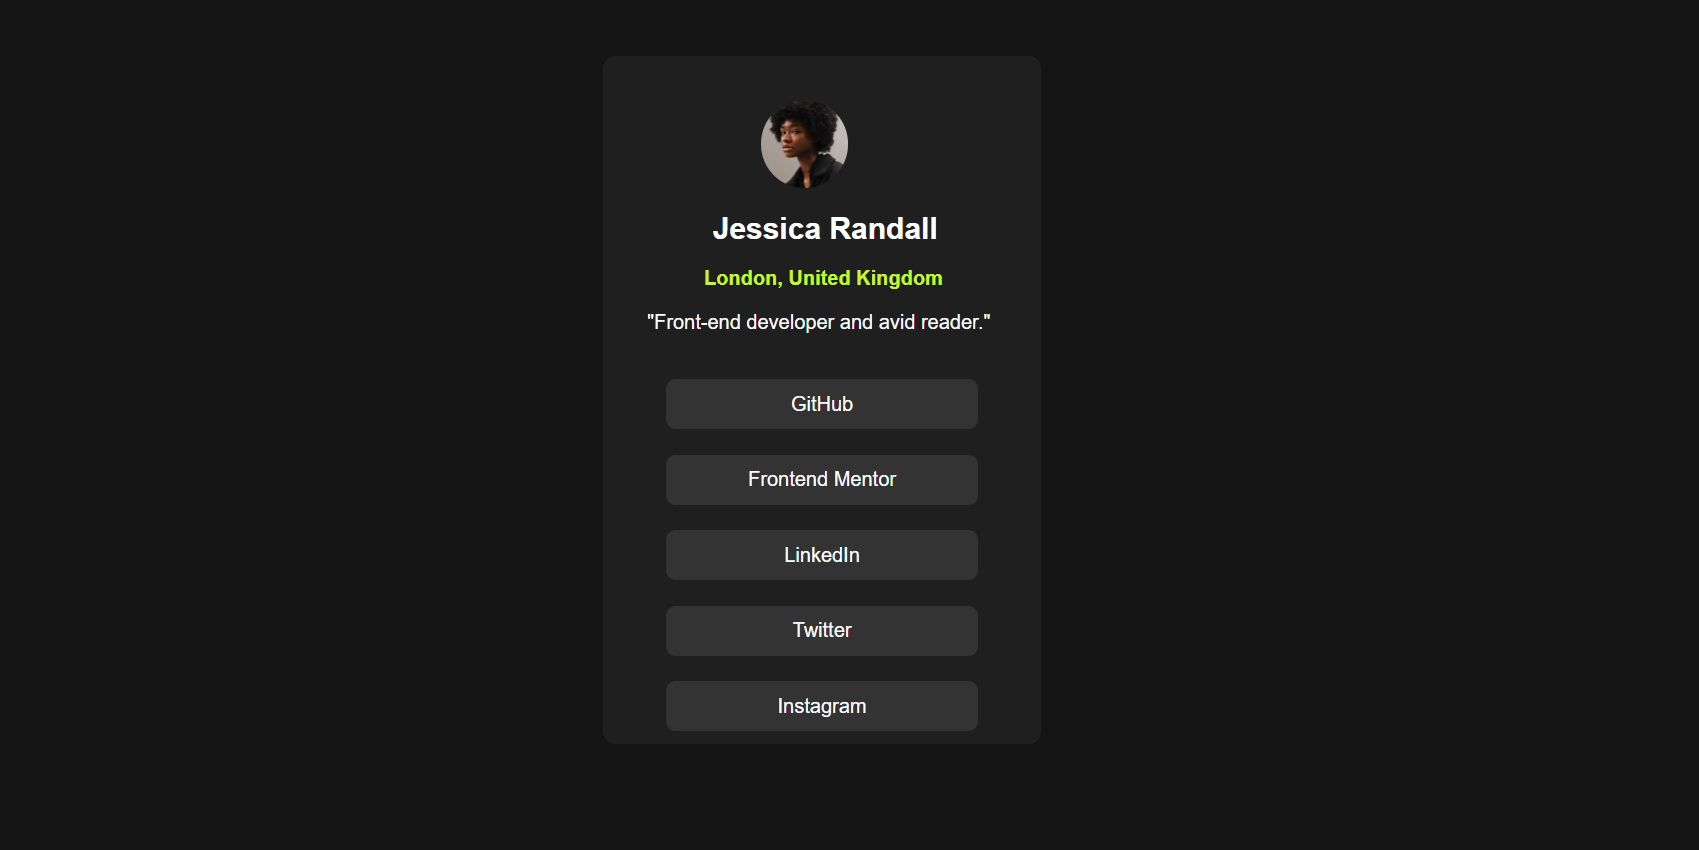 Jessica Randall
London, United Kingdom
"Front-end developer and avid reader."
GitHub
Frontend Mentor
LinkedIn
Twitter
Instagram